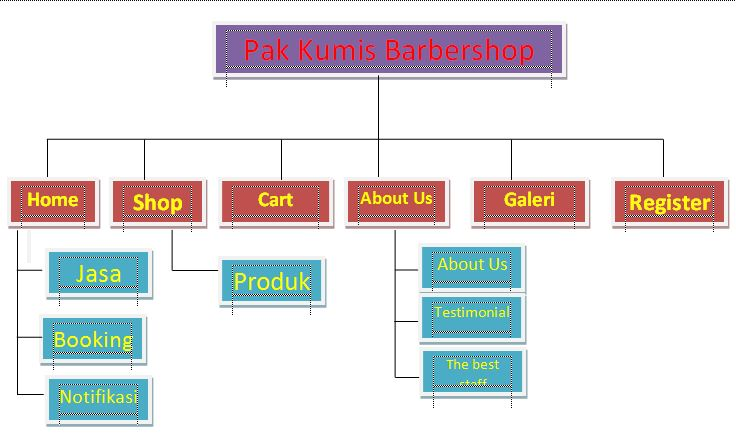 Pak Kumis Barbershop
Home
Shop
Cart
About Us
Galeri
Register
Jasa
Booking
Notifikasi
Produk
About Us
Testimonial
The best
staff